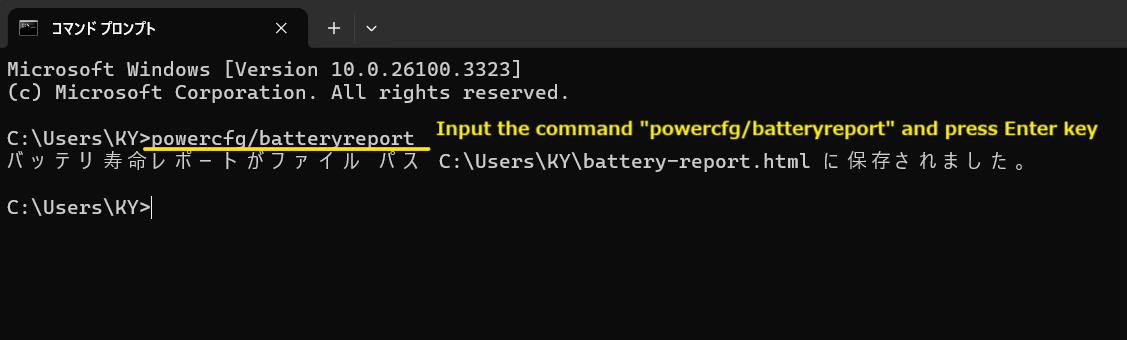 コマンド プロンプト
Microsoft Windows [Version 10.0.26100.3323]
(c) Microsoft Corporation. All rights reserved.
C:\Users\KY>powercfg/batteryreport
Input the command "powercfg/batteryreport" and press Enter key
バッテリ寿命レポートがファイル パス C:\Users\KY\battery-report.html に保存されました。
C:\Users\KY>